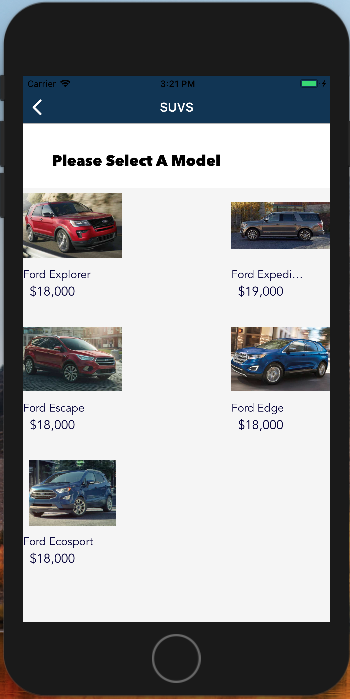 Carrier 3:21 PM
SUVS
Please Select A Model
Ford Explorer
$18,000
Ford Expedi...
$19,000
Ford Escape
$18,000
Ford Edge
$18,000
Ford Ecosport
$18,000